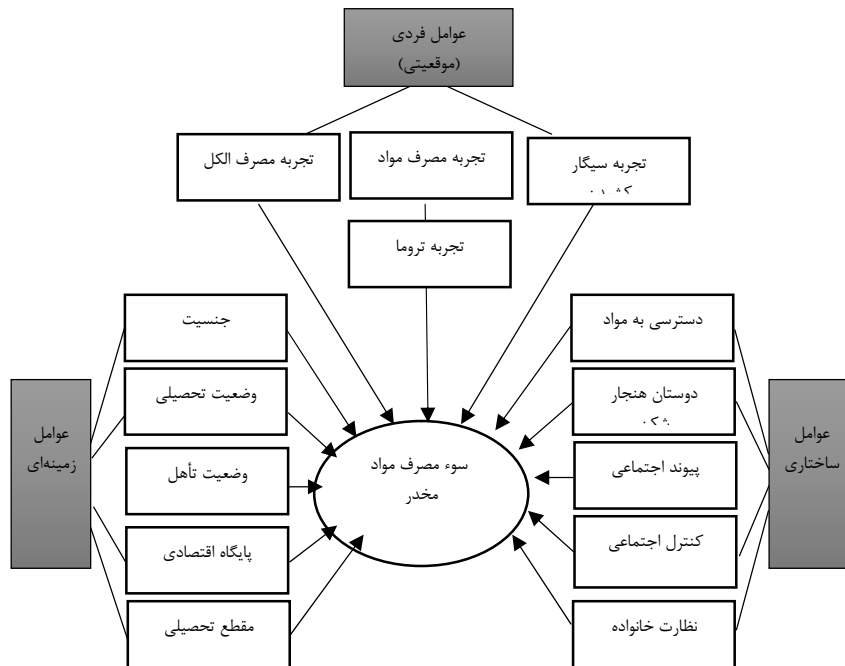 عوامل فردی
(موقعیتی)
تجربه سیگار
تجربه مصرف مواد
تجربه مصرف الکل
تجربه تروما
دسترسی به مواد
دوستان هنجار
پیوند اجتماعی
کنترل اجتماعی
نظارت خانواده
عوامل
ساختاری
سوء مصرف مواد
مخدر
جنسیت
وضعیت تحصیلی
وضعیت تأهل
پایگاه اقتصادی
مقطع تحصیلی
عوامل
زمینه‌ای